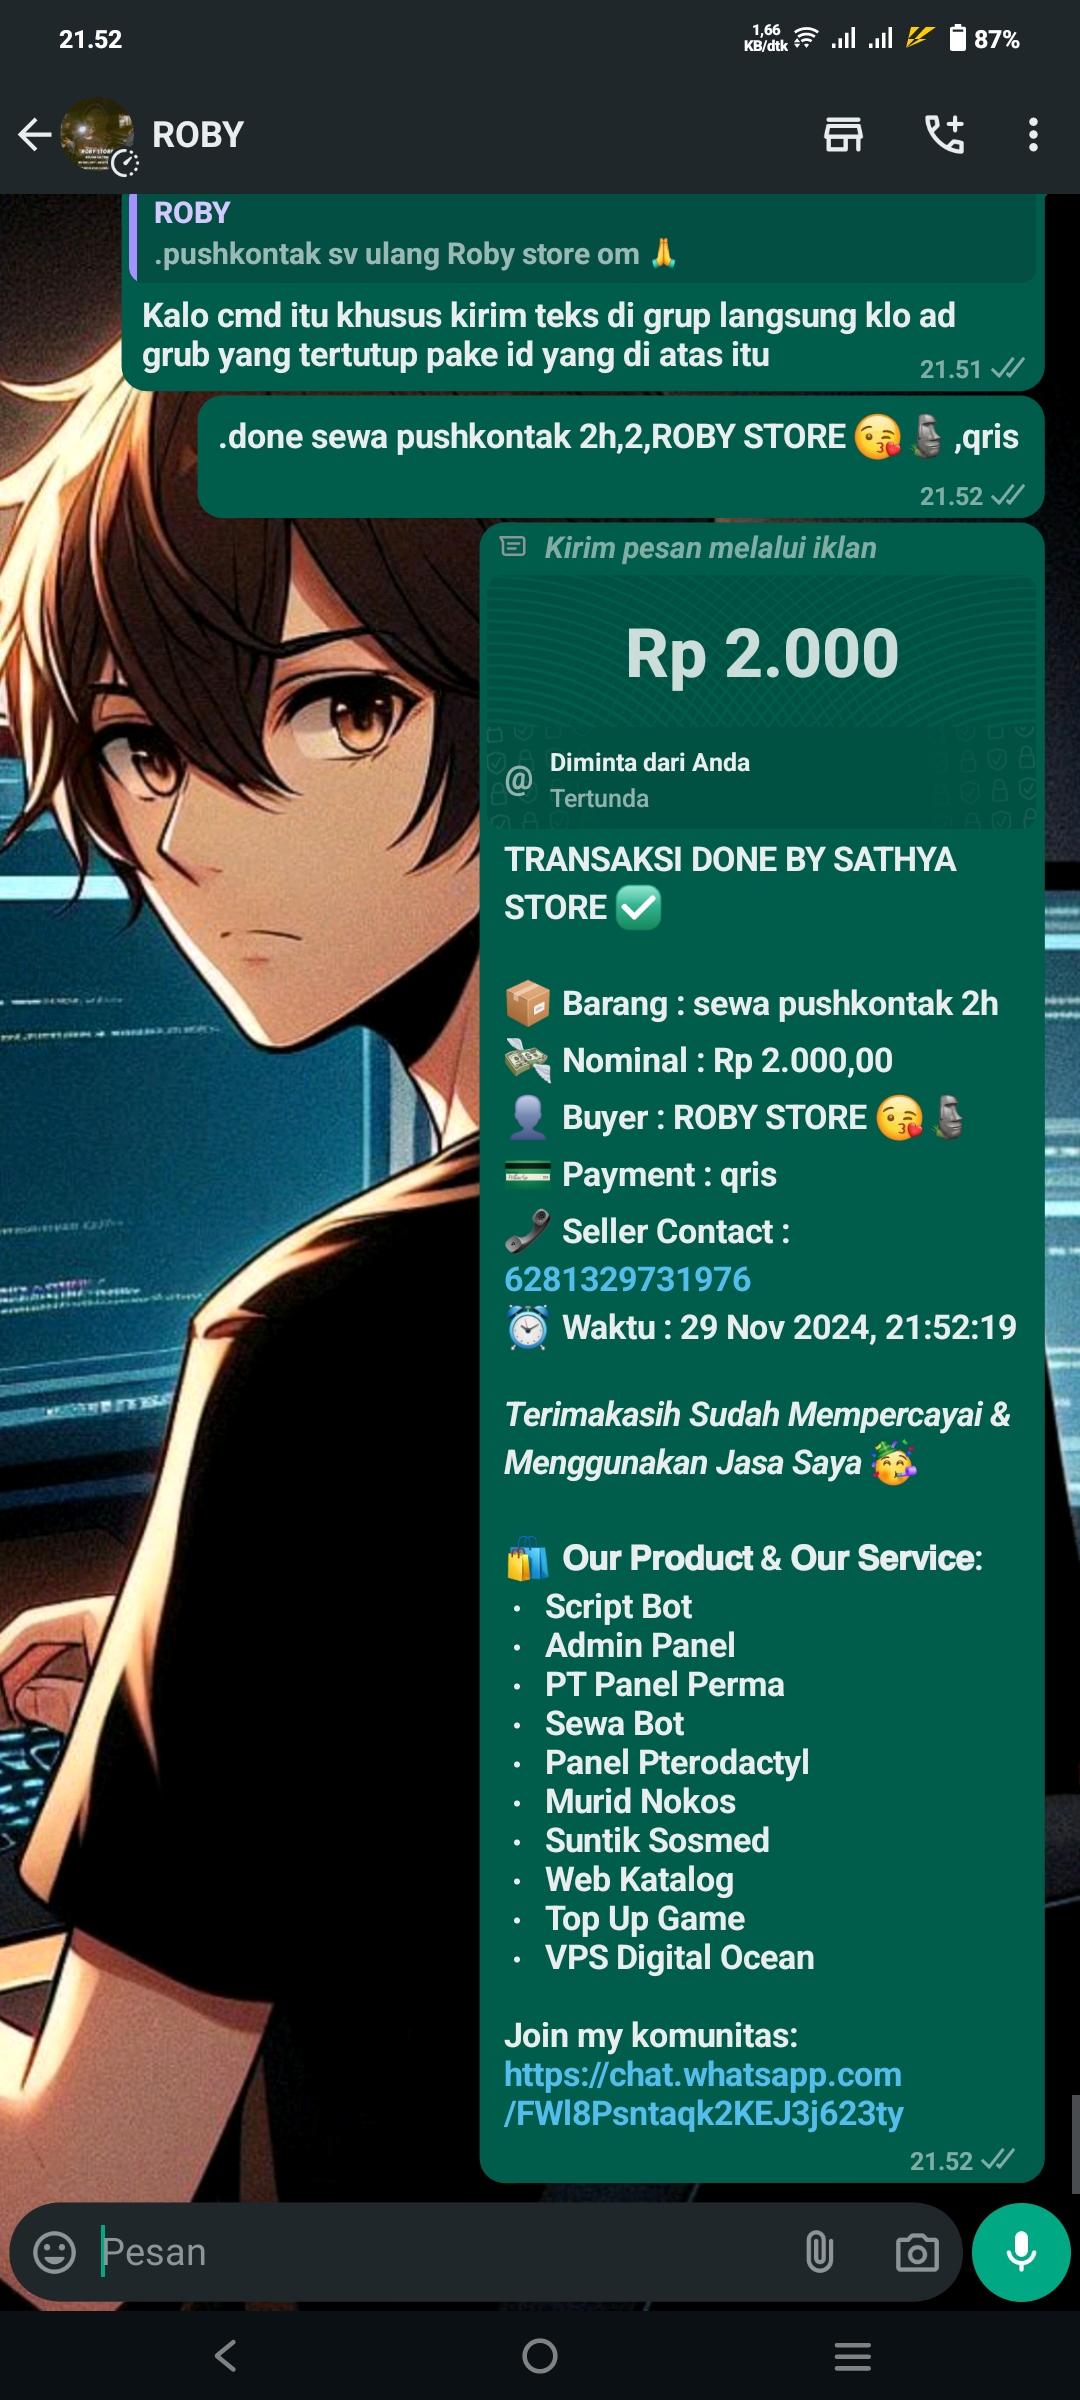 21.52
1,66
KB/dtk
87%
ROBY
ROBY
.pushkontak sv ulang Roby store om 🙏
Kalo cmd itu khusus kirim teks di grup langsung klo ad
grub yang tertutup pake id yang di atas itu
21.51
.done sewa pushkontak 2h,2,ROBY STORE 😘🗿,qris
21.52
Kirim pesan melalui iklan
Rp 2.000
@
Diminta dari Anda
Tertunda
TRANSAKSI DONE BY SATHYA
STORE ✅
📦 Barang : sewa pushkontak 2h
💸 Nominal : Rp 2.000,00
👤 Buyer : ROBY STORE 😘🗿
💳 Payment : qris
📞 Seller Contact :
6281329731976
⏰ Waktu : 29 Nov 2024, 21:52:19
Terimakasih Sudah Mempercayai &
Menggunakan Jasa Saya 🥳
🛍️ Our Product & Our Service:
• Script Bot
• Admin Panel
• PT Panel Perma
• Sewa Bot
• Panel Pterodactyl
• Murid Nokos
• Suntik Sosmed
• Web Katalog
• Top Up Game
• VPS Digital Ocean
Join my komunitas:
https://chat.whatsapp.com
/FWl8Psntaqk2KEJ3j623ty
21.52
Pesan